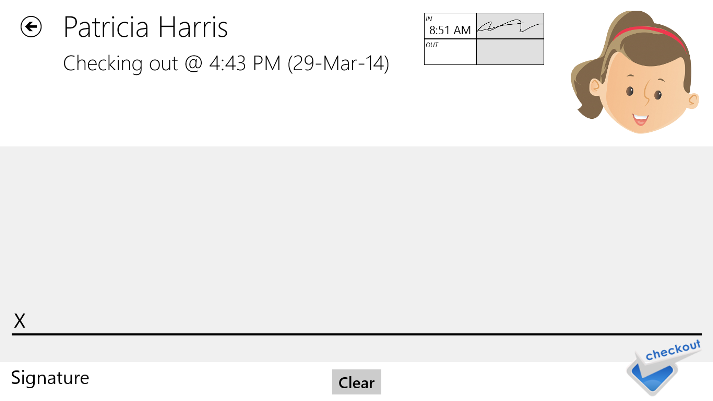 Patricia Harris
Checking out @ 4:43 PM (29-Mar-14)
IN
8:51 AM
OUT
X
Signature
Clear
checkout